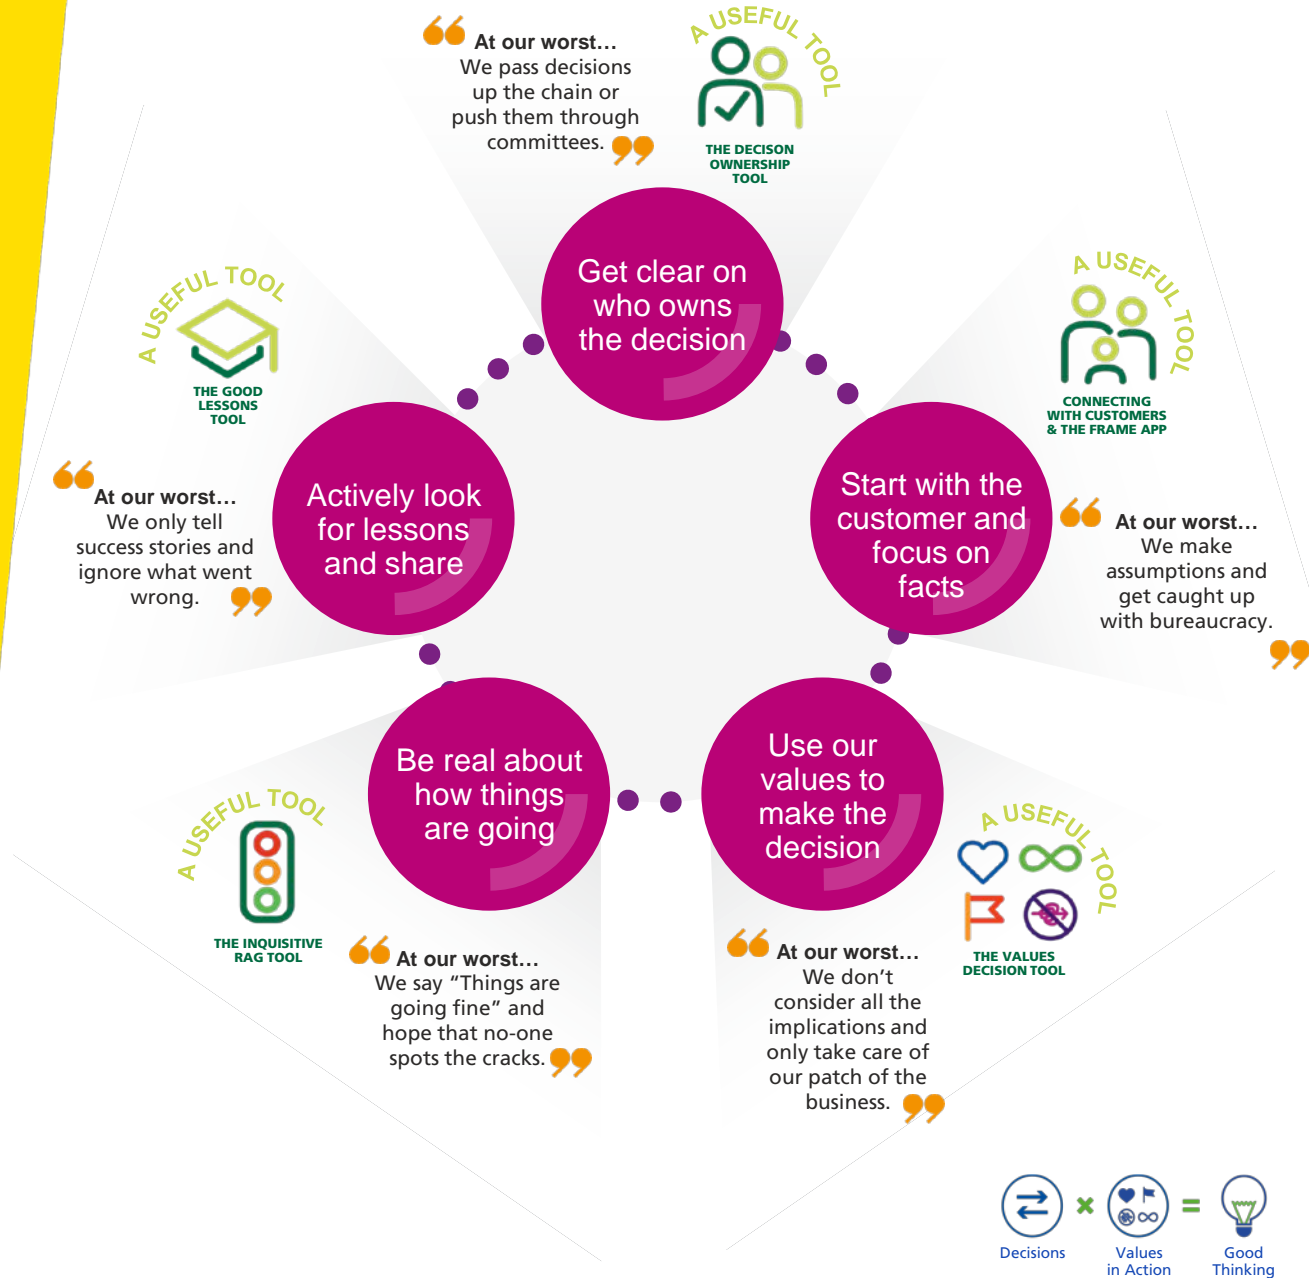 At our worst...
We pass decisions
up the chain or
push them through
committees.
A USEFUL TOOL
THE DECISON
OWNERSHIP
TOOL
Get clear on
who owns
the decision
A USEFUL TOOL
CONNECTING
WITH CUSTOMERS
& THE FRAME APP
Start with the
customer and
focus on
facts
At our worst...
We make
assumptions and
get caught up
with bureaucracy.
Use our
values to
make the
decision
A USEFUL TOOL
THE VALUES
DECISION TOOL
At our worst...
We don’t
consider all the
implications and
only take care of
our patch of the
business.
Be real about
how things
are going
A USEFUL TOOL
THE INQUISITIVE
RAG TOOL
At our worst...
We say “Things are
going fine” and
hope that no-one
spots the cracks.
A USEFUL TOOL
THE GOOD
LESSONS
TOOL
Actively look
for lessons
and share
At our worst...
We only tell
success stories and
ignore what went
wrong.
Decisions
Values
in Action
Good
Thinking